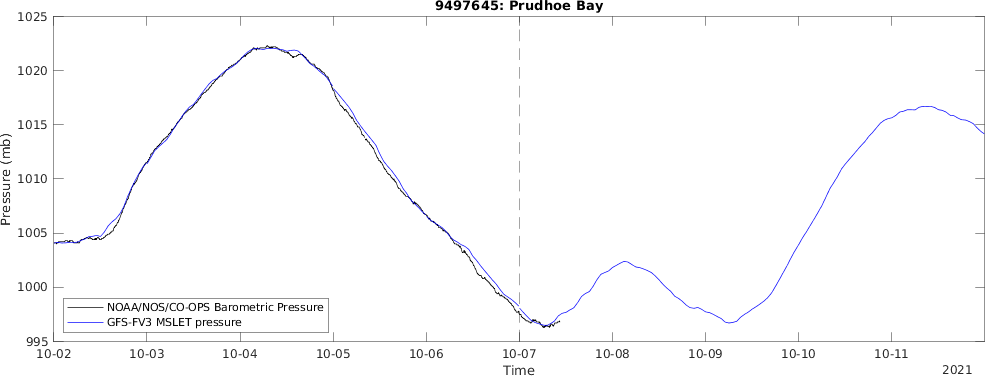 9497645: Prudhoe Bay
Pressure (mb)
1025
1020
1015
1010
1005
1000
995
NOAA/NOS/CO-OPS Barometric Pressure
GFS-FV3 MSLET pressure
10-02 10-03 10-04 10-05 10-06 10-07 10-08 10-09 10-10 10-11
Time
2021